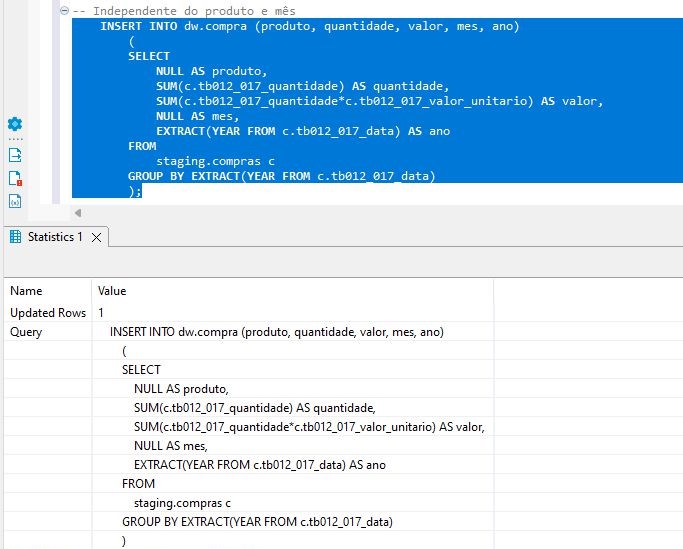 -- Independente do produto e mês
INSERT INTO dw.compra (produto, quantidade, valor, mes, ano)
(
SELECT
NULL AS produto,
SUM(c.tb012_017_quantidade) AS quantidade,
SUM(c.tb012_017_quantidade*c.tb012_017_valor_unitario) AS valor,
NULL AS mes,
EXTRACT(YEAR FROM c.tb012_017_data) AS ano
FROM
staging.compras c
GROUP BY EXTRACT(YEAR FROM c.tb012_017_data)
);
Statistics 1
Name Value
Updated Rows 1
Query INSERT INTO dw.compra (produto, quantidade, valor, mes, ano)
(
SELECT
NULL AS produto,
SUM(c.tb012_017_quantidade) AS quantidade,
SUM(c.tb012_017_quantidade*c.tb012_017_valor_unitario) AS valor,
NULL AS mes,
EXTRACT(YEAR FROM c.tb012_017_data) AS ano
FROM
staging.compras c
GROUP BY EXTRACT(YEAR FROM c.tb012_017_data)
)